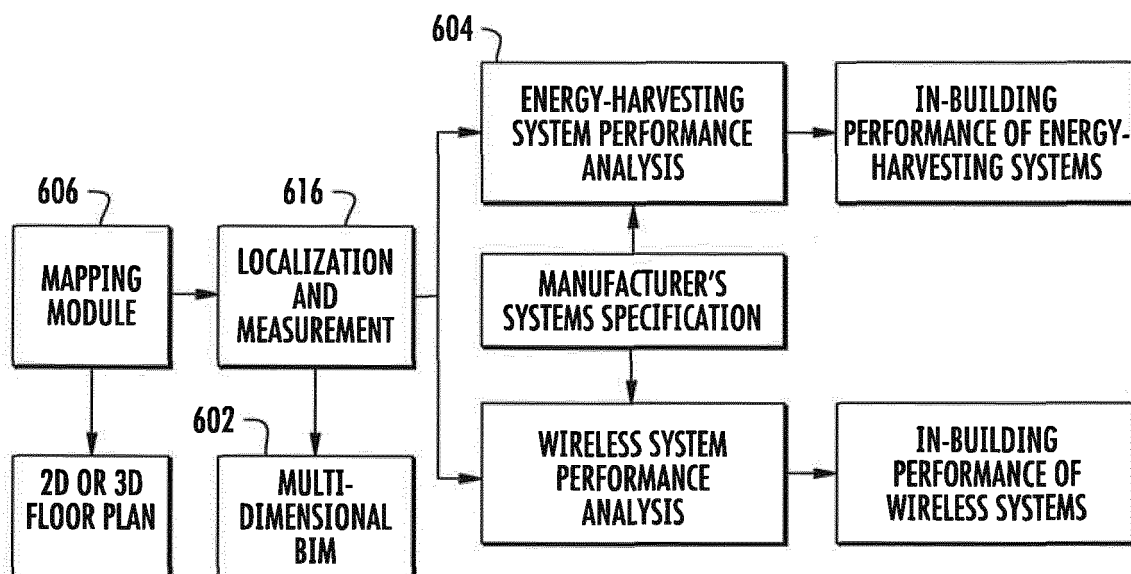 604
ENERGY-HARVESTING
SYSTEM PERFORMANCE
ANALYSIS
IN-BUILDING
PERFORMANCE OF ENERGY-
HARVESTING SYSTEMS
606
MAPPING
MODULE
616
LOCALIZATION
AND
MEASUREMENT
MANUFACTURER'S
SYSTEMS SPECIFICATION
2D OR 3D
FLOOR PLAN
602
MULTI-
DIMENSIONAL
BIM
WIRELESS SYSTEM
PERFORMANCE
ANALYSIS
IN-BUILDING
PERFORMANCE OF
WIRELESS SYSTEMS